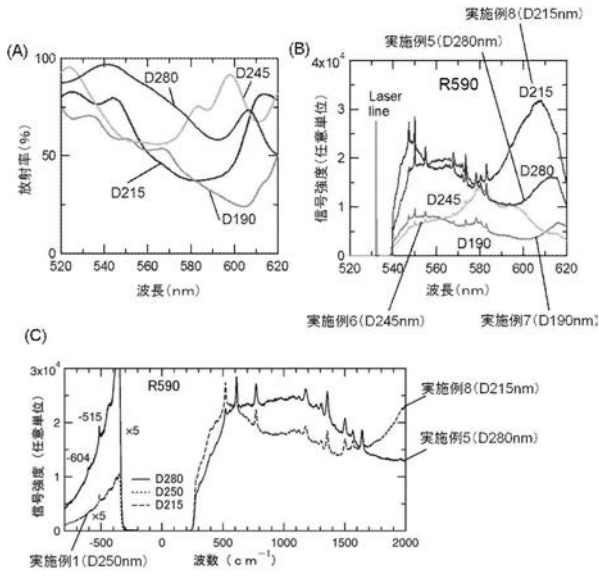 (A)
D280
D245
D215
D190
放射率(%)
100
50
0
520
540
560
580
600
620
波長(nm)
実施例8(D215nm)
実施例5(D280nm)
(B)
4x10⁴
R590
Laser
line
D215
D280
D245
D190
信号強度(任意単位)
3
2
1
0
520
540
560
580
600
620
波長(nm)
実施例6(D245nm)
実施例7(D190nm)
(C)
3x10⁴
R590
-515
-604
×5
×5
D280
D250
D215
信号強度(任意単位)
2
1
0
-500
0
500
1000
1500
2000
波数(cm⁻¹)
実施例8(D215nm)
実施例5(D280nm)
実施例1(D250nm)